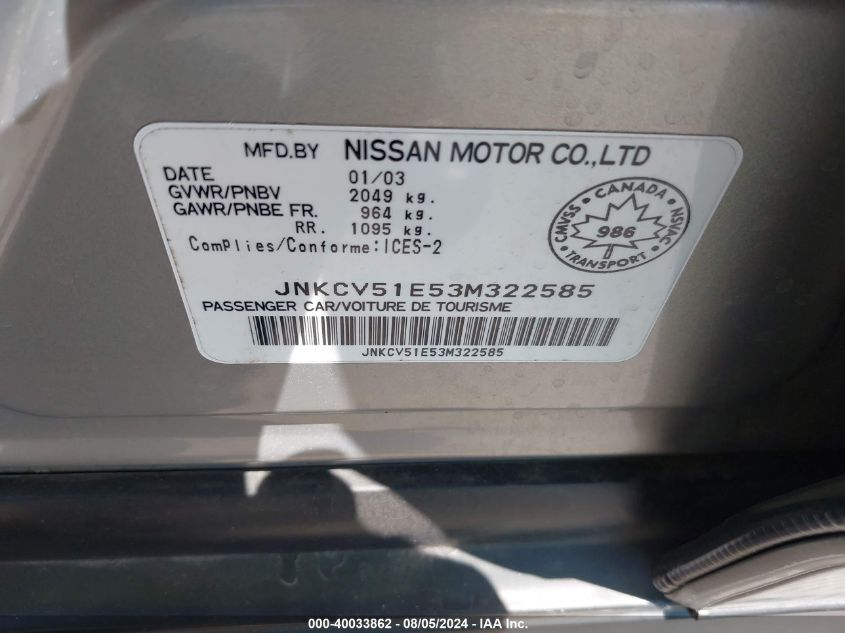 MFD.BY NISSAN MOTOR CO.,LTD
DATE 01/03
GVWR/PNBV 2049 kg.
GAWR/PNBE FR. 964 kg.
RR. 1095 kg.
ComPlies/Conforme:ICES-2
CANADA
CMVSS 986 NSVAC
TRANSPORT
JNKCV51E53M322585
PASSENGER CAR/VOITURE DE TOURISME
JNKCV51E53M322585
000-40033862 - 08/05/2024 - IAA Inc.